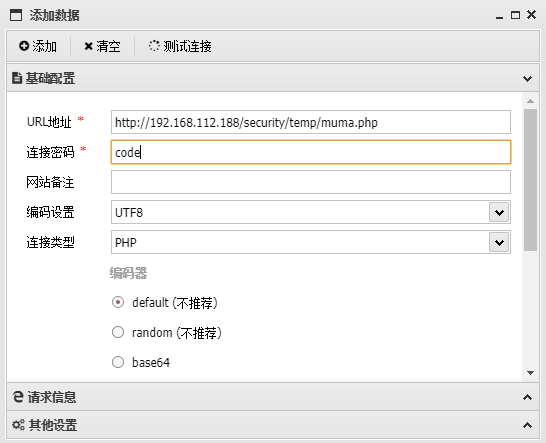 添加数据
添加 清空 测试连接
基础配置
URL地址 * http://192.168.112.188/security/temp/muma.php
连接密码 * code
网站备注
编码设置 UTF8
连接类型 PHP
编码器
default (不推荐)
random (不推荐)
base64
请求信息
其他设置